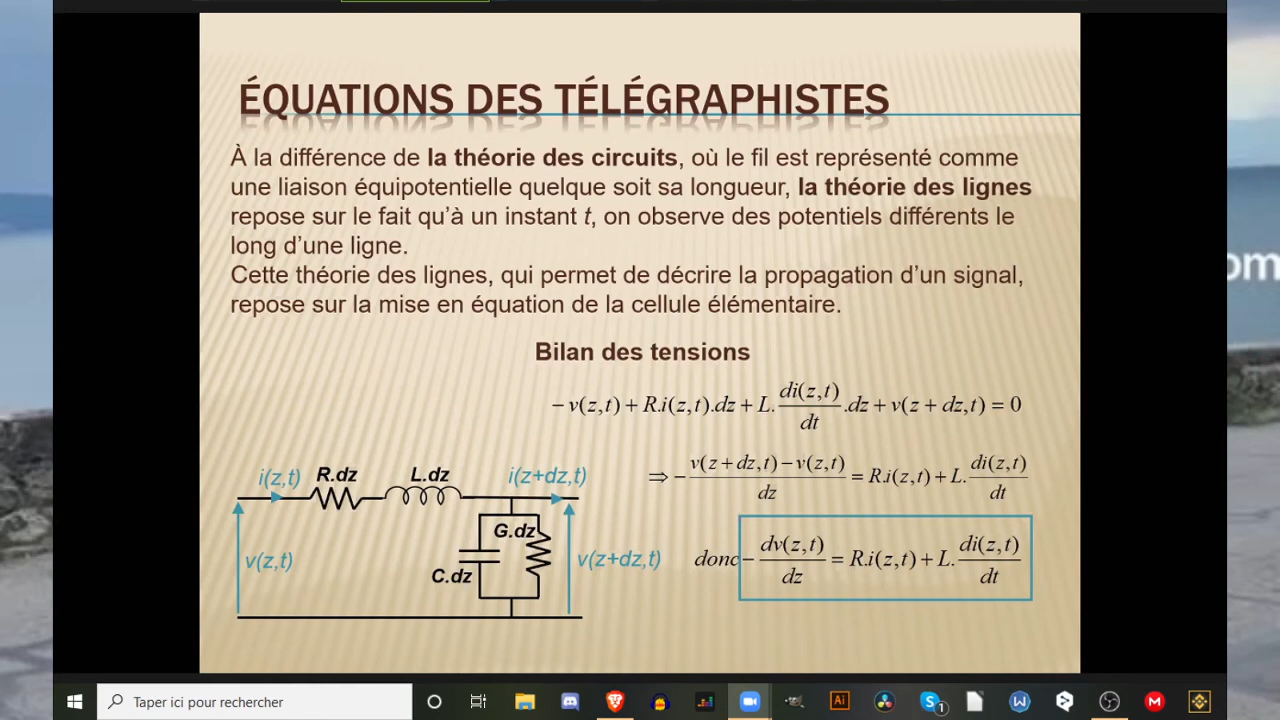 ÉQUATIONS DES TÉLÉGRAPHISTES
À la différence de la théorie des circuits, où le fil est représenté comme
une liaison équipotentielle quelque soit sa longueur, la théorie des lignes
repose sur le fait qu'à un instant t, on observe des potentiels différents le
long d'une ligne.
Cette théorie des lignes, qui permet de décrire la propagation d'un signal,
repose sur la mise en équation de la cellule élémentaire.
Bilan des tensions
− v(z,t) + R.i(z,t).dz + L. di(z,t)/dt .dz + v(z + dz,t) = 0
⇒ − v(z + dz,t) − v(z,t)/dz = R.i(z,t) + L. di(z,t)/dt
donc − dv(z,t)/dz = R.i(z,t) + L. di(z,t)/dt
i(z,t) R.dz L.dz i(z+dz,t)
G.dz
v(z,t) C.dz v(z+dz,t)
om
Taper ici pour rechercher
Ai
S 1
W
M